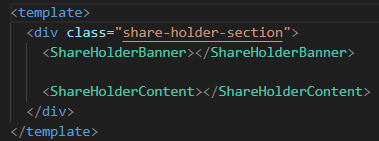 <template>
  <div class="share-holder-section">
    <ShareHolderBanner></ShareHolderBanner>

    <ShareHolderContent></ShareHolderContent>
  </div>
</template>